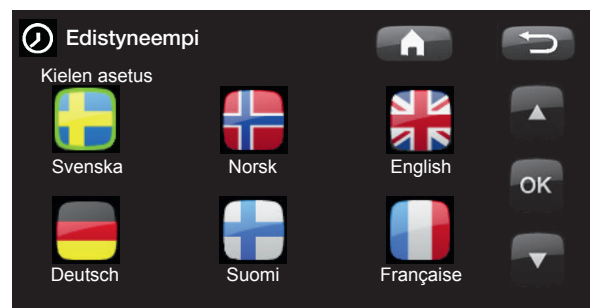 Edistyneempi
Kielen asetus
Svenska Norsk English
OK
Deutsch Suomi Française